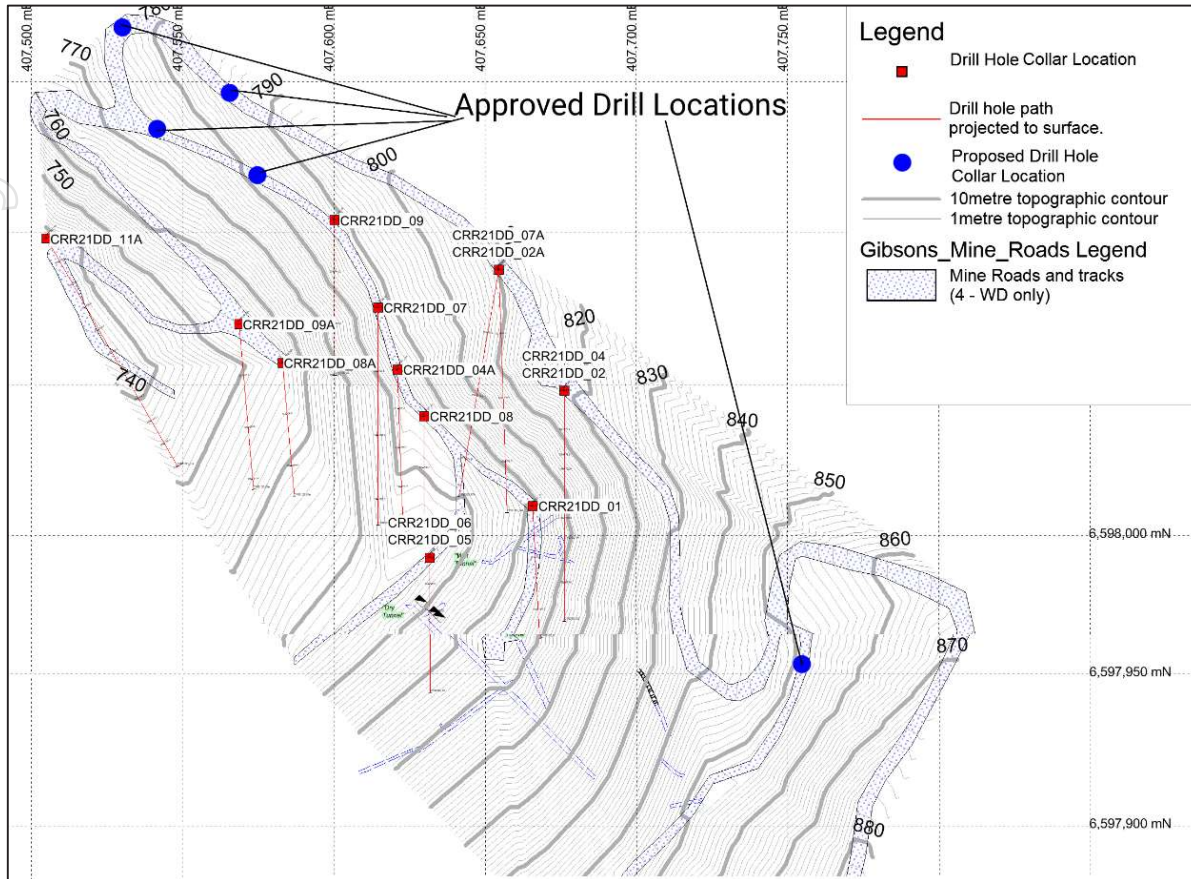 407,500 mE
407,550 mE
407,600 mE
407,650 mE
407,700 mE
407,750 mE
780
770
790
760
800
750
Approved Drill Locations
Legend
Drill Hole Collar Location
Drill hole path
projected to surface.
Proposed Drill Hole
Collar Location
10metre topographic contour
1metre topographic contour
Gibsons_Mine_Roads Legend
Mine Roads and tracks
(4 - WD only)
CRR21DD_11A
CRR21DD_09
CRR21DD_07A
CRR21DD_02A
CRR21DD_07
CRR21DD_09A
820
CRR21DD_08A
CRR21DD_04A
CRR21DD_04
CRR21DD_02
740
830
CRR21DD_08
840
850
CRR21DD_01
CRR21DD_06
CRR21DD_05
6,598,000 mN
860
Tunnel"
"Dry
Tunnel"
870
6,597,950 mN
6,597,900 mN
880